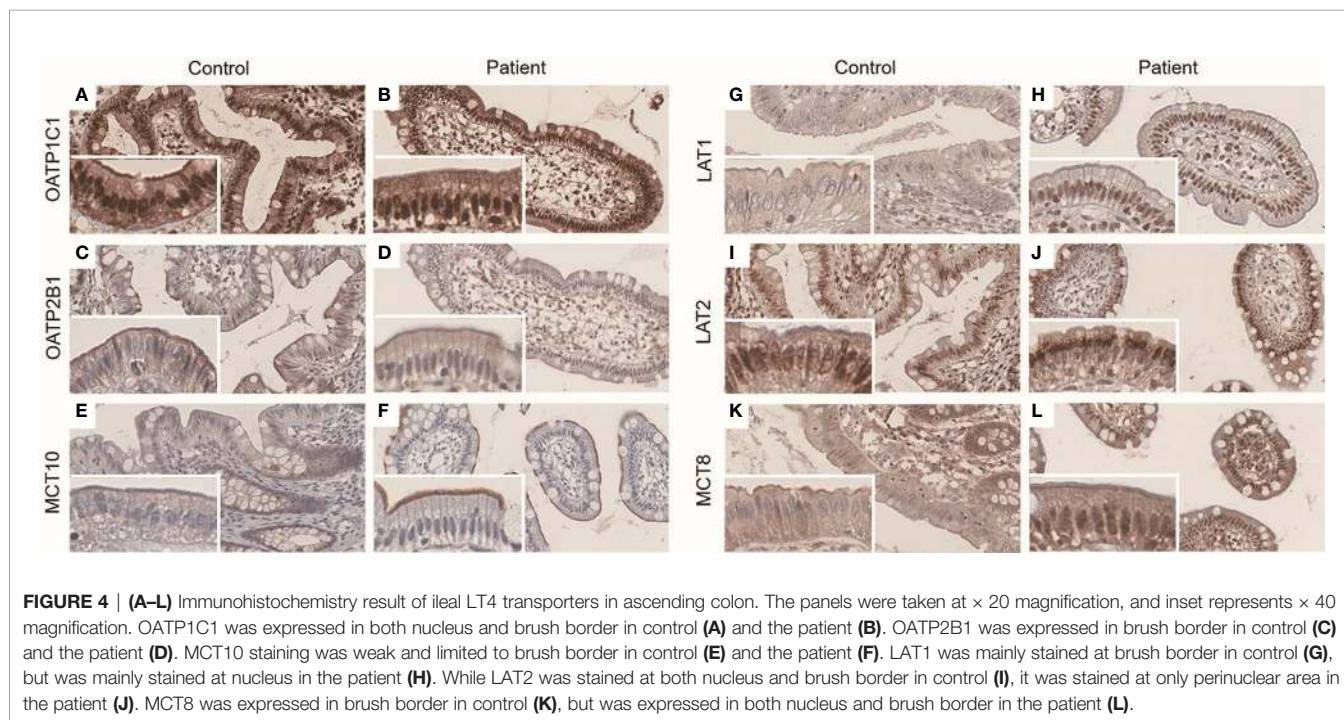 Control Patient Control Patient
OATP1C1 A B LAT1 G H
OATP2B1 C D LAT2 I J
MCT10 E F MCT8 K L
FIGURE 4 | (A–L) Immunohistochemistry result of ileal LT4 transporters in ascending colon. The panels were taken at × 20 magnification, and inset represents × 40
magnification. OATP1C1 was expressed in both nucleus and brush border in control (A) and the patient (B). OATP2B1 was expressed in brush border in control (C)
and the patient (D). MCT10 staining was weak and limited to brush border in control (E) and the patient (F). LAT1 was mainly stained at brush border in control (G),
but was mainly stained at nucleus in the patient (H). While LAT2 was stained at both nucleus and brush border in control (I), it was stained at only perinuclear area in
the patient (J). MCT8 was expressed in brush border in control (K), but was expressed in both nucleus and brush border in the patient (L).